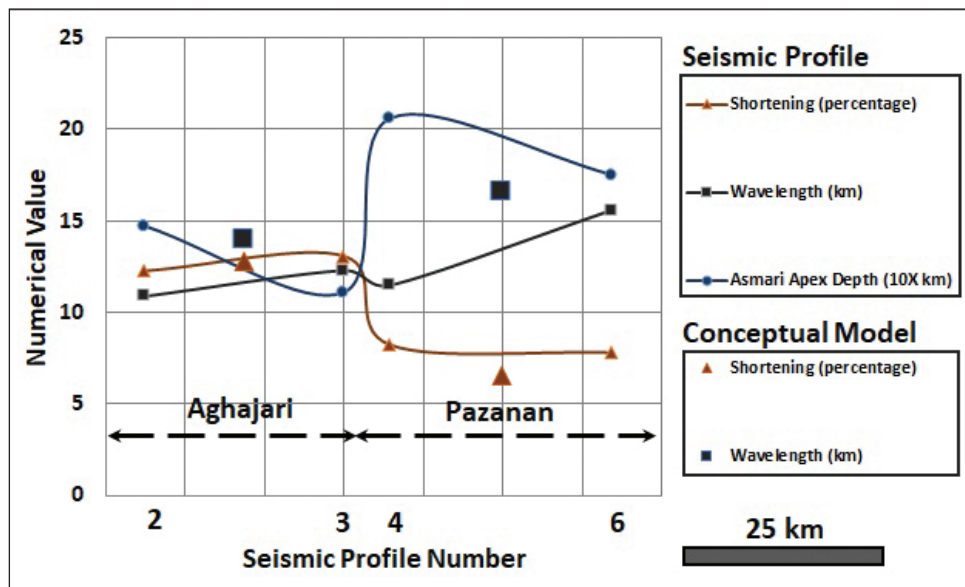 25
20
15
10
5
0
Numerical Value
Aghajari
Pazanan
2
3
4
6
Seismic Profile Number
Seismic Profile
Shortening (percentage)
Wavelength (km)
Asmari Apex Depth (10X km)
Conceptual Model
Shortening (percentage)
Wavelength (km)
25 km